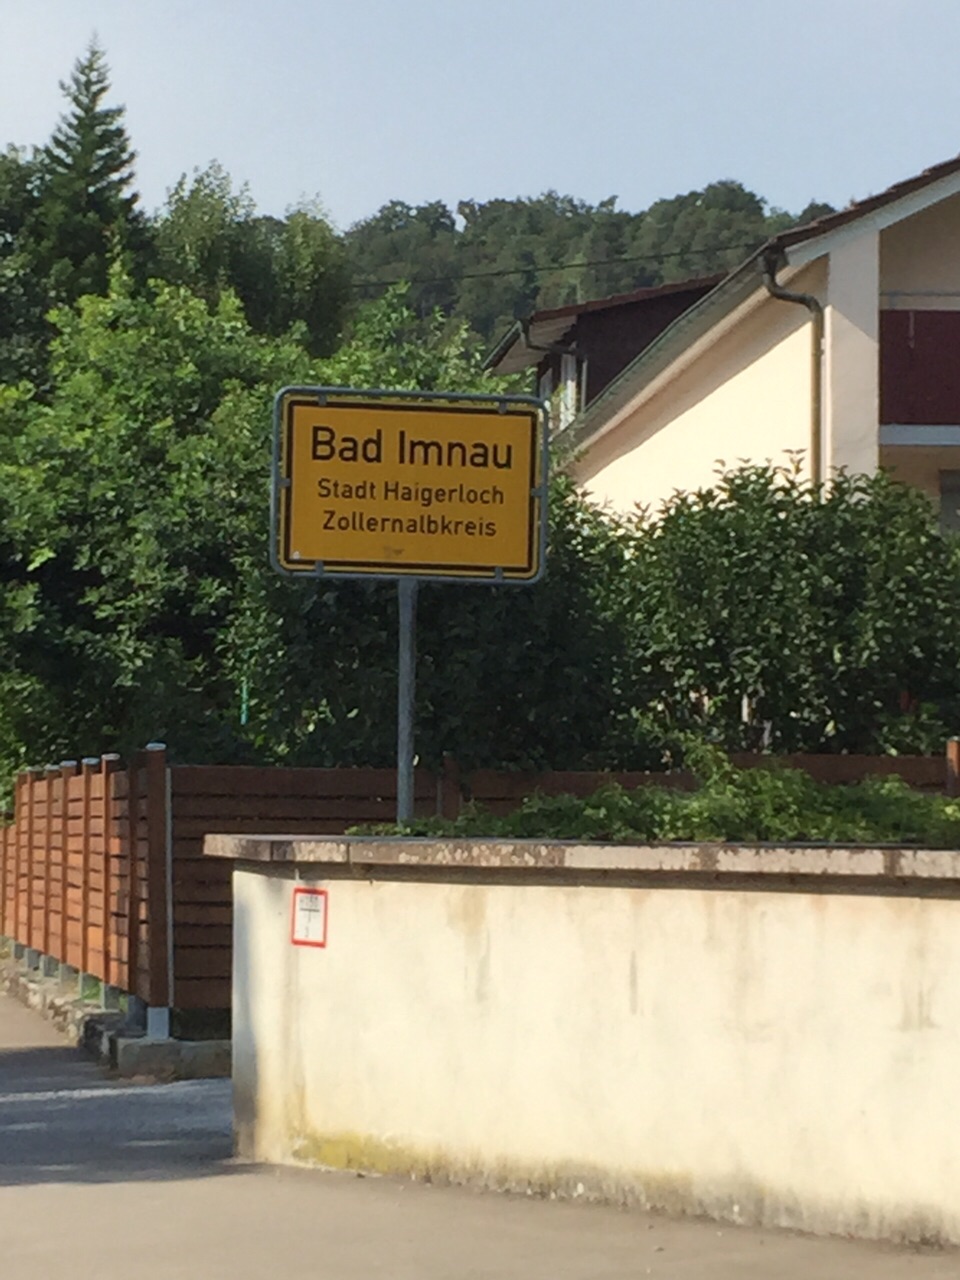 Bad Imnau
Stadt Haigerloch
Zollernalbkreis